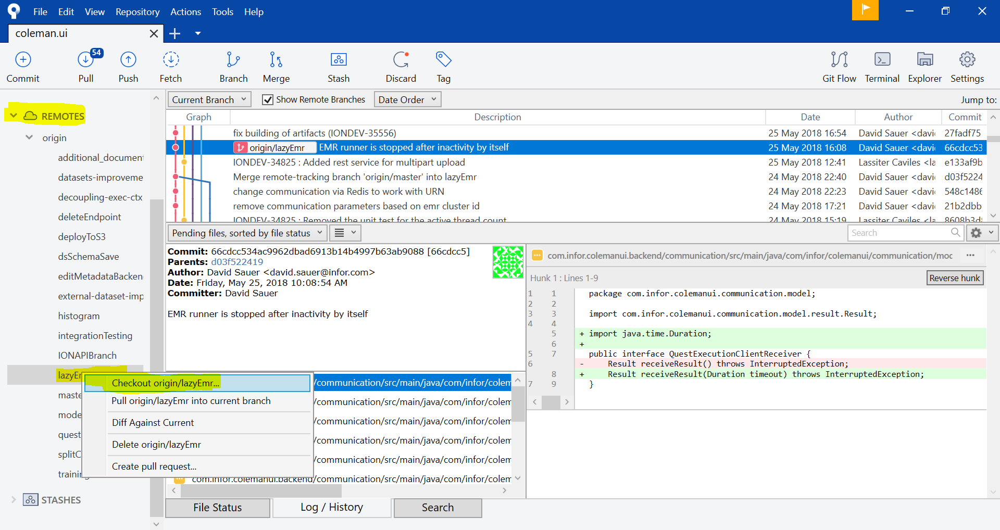 File Edit View Repository Actions Tools Help
coleman.ui
54
Commit Pull Push Fetch Branch Merge Stash Discard Tag Git Flow Terminal Explorer Settings
Current Branch Show Remote Branches Date Order Jump to:
REMOTES
origin
additional_document
datasets-improveme
decoupling-exec-ctx
deleteEndpoint
deployToS3
dsSchemaSave
editMetadataBacken
external-dataset-imp
histogram
integrationTesting
IONAPIBranch
lazyEr
maste
mode
quest
splitC
training
STASHES
Graph Description Date Author Commit
fix building of artifacts (IONDEV-35556) 25 May 2018 16:54 David Sauer <davi 27fadf75
origin/lazyEmr EMR runner is stopped after inactivity by itself 25 May 2018 16:08 David Sauer <davi 66cdcc53
IONDEV-34825 : Added rest service for multipart upload 25 May 2018 12:41 Lassiter Caviles <la e133af9b
Merge remote-tracking branch 'origin/master' into lazyEmr 24 May 2018 22:40 David Sauer <davi d03f5224
change communication via Redis to work with URN 24 May 2018 22:23 David Sauer <davi 548c1486
remove communication parameters based on emr cluster id 24 May 2018 17:21 David Sauer <davi 21b2dbb
IONDEV-34825 : Removed the unit test for the active thread count 24 May 2018 15:19 Lassiter Caviles <la 8608b3d
Pending files, sorted by file status Search
Commit: 66cdcc534ac9962dbad6913b14b4997b63ab9088 [66cdcc5]
Parents: d03f522419
Author: David Sauer <david.sauer@infor.com>
Date: Friday, May 25, 2018 10:08:54 AM
Committer: David Sauer
EMR runner is stopped after inactivity by itself
Checkout origin/lazyEmr...
Pull origin/lazyEmr into current branch
Diff Against Current
Delete origin/lazyEmr
Create pull request...
/communication/src/main/java/com/infor/colem
/communication/src/main/java/com/infor/colem
/communication/src/main/java/com/infor/colem
/communication/src/main/java/com/infor/colem
/communication/src/main/java/com/infor/colem
com.infor.colemanui.backend/communication/src/main/java/com/infor/colem
com.infor.colemanui.backend/communication/src/main/java/com/infor/colemanui/communication/moc
Hunk 1 : Lines 1-9 Reverse hunk
1 1 package com.infor.colemanui.communication.model;
2 2
3 3 import com.infor.colemanui.communication.model.result.Result;
4 4
5 + import java.time.Duration;
6 +
5 7 public interface QuestExecutionClientReceiver {
6 - Result receiveResult() throws InterruptedException;
8 + Result receiveResult(Duration timeout) throws InterruptedException;
7 9 }
File Status Log / History Search